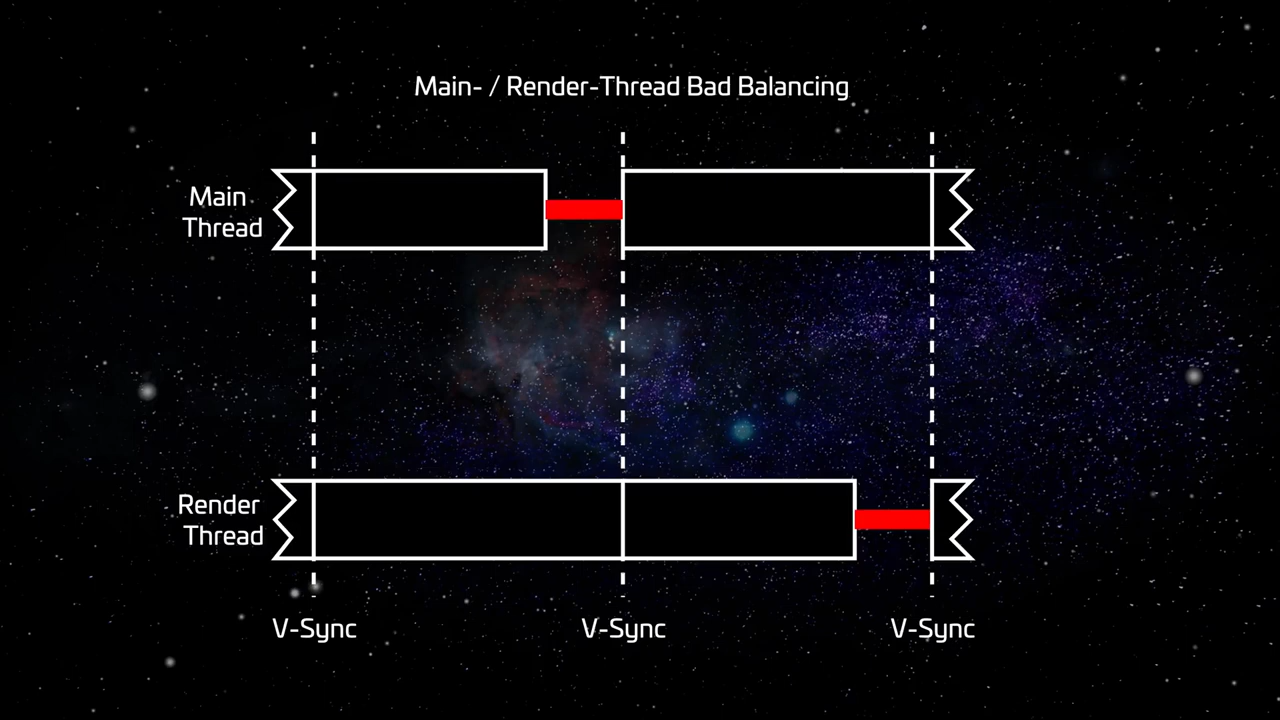 Main- / Render-Thread Bad Balancing
Main
Thread
Render
Thread
V-Sync
V-Sync
V-Sync